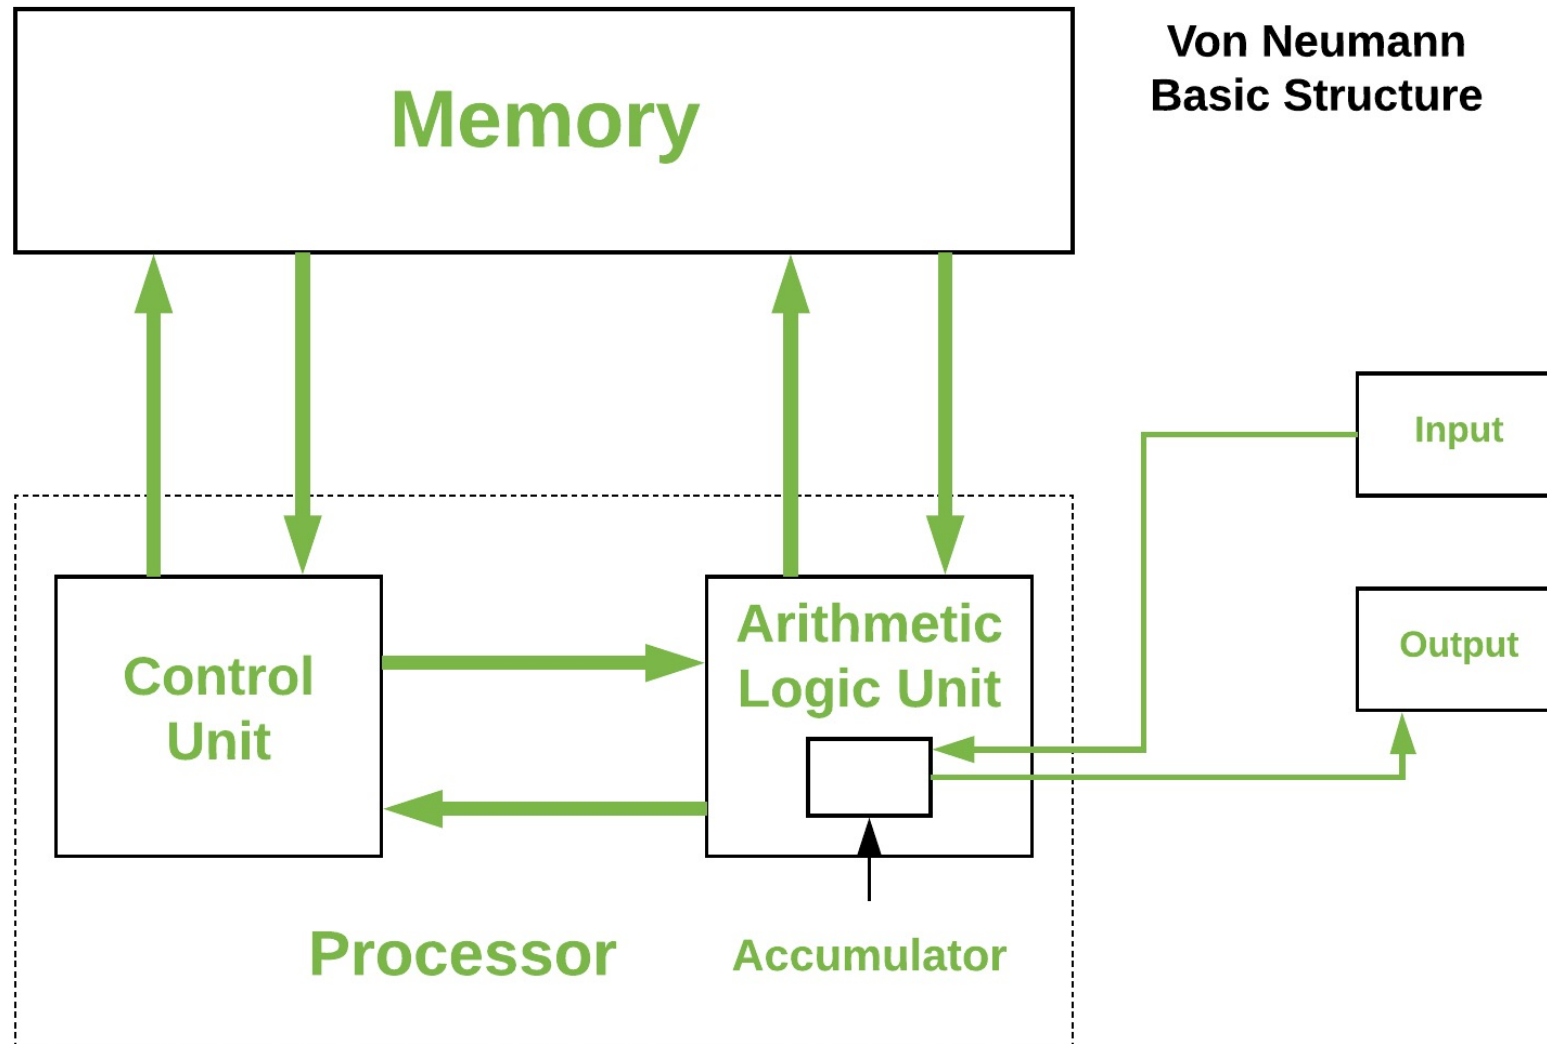 Von Neumann
Basic Structure
Memory
Input
Output
Control
Unit
Arithmetic
Logic Unit
Processor
Accumulator